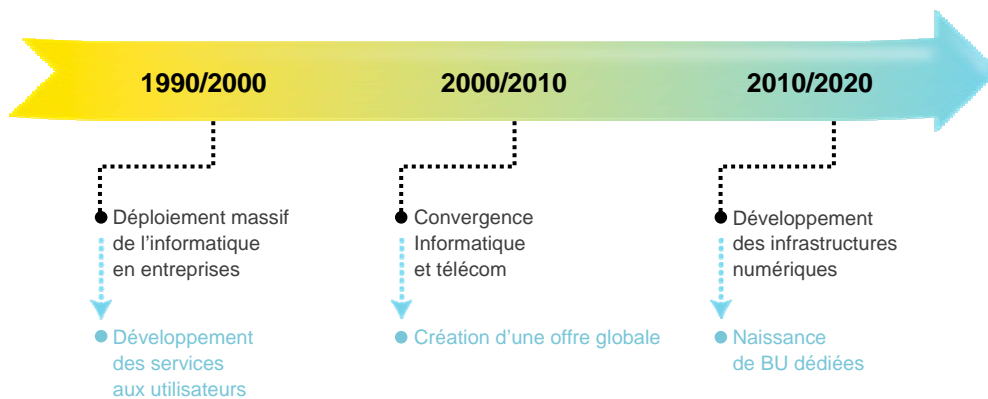 1990/2000
2000/2010
2010/2020
Déploiement massif
de l’informatique
en entreprises
Convergence
Informatique
et télécom
Développement
des infrastructures
numériques
Développement
des services
aux utilisateurs
Création d’une offre globale
Naissance
de BU dédiées